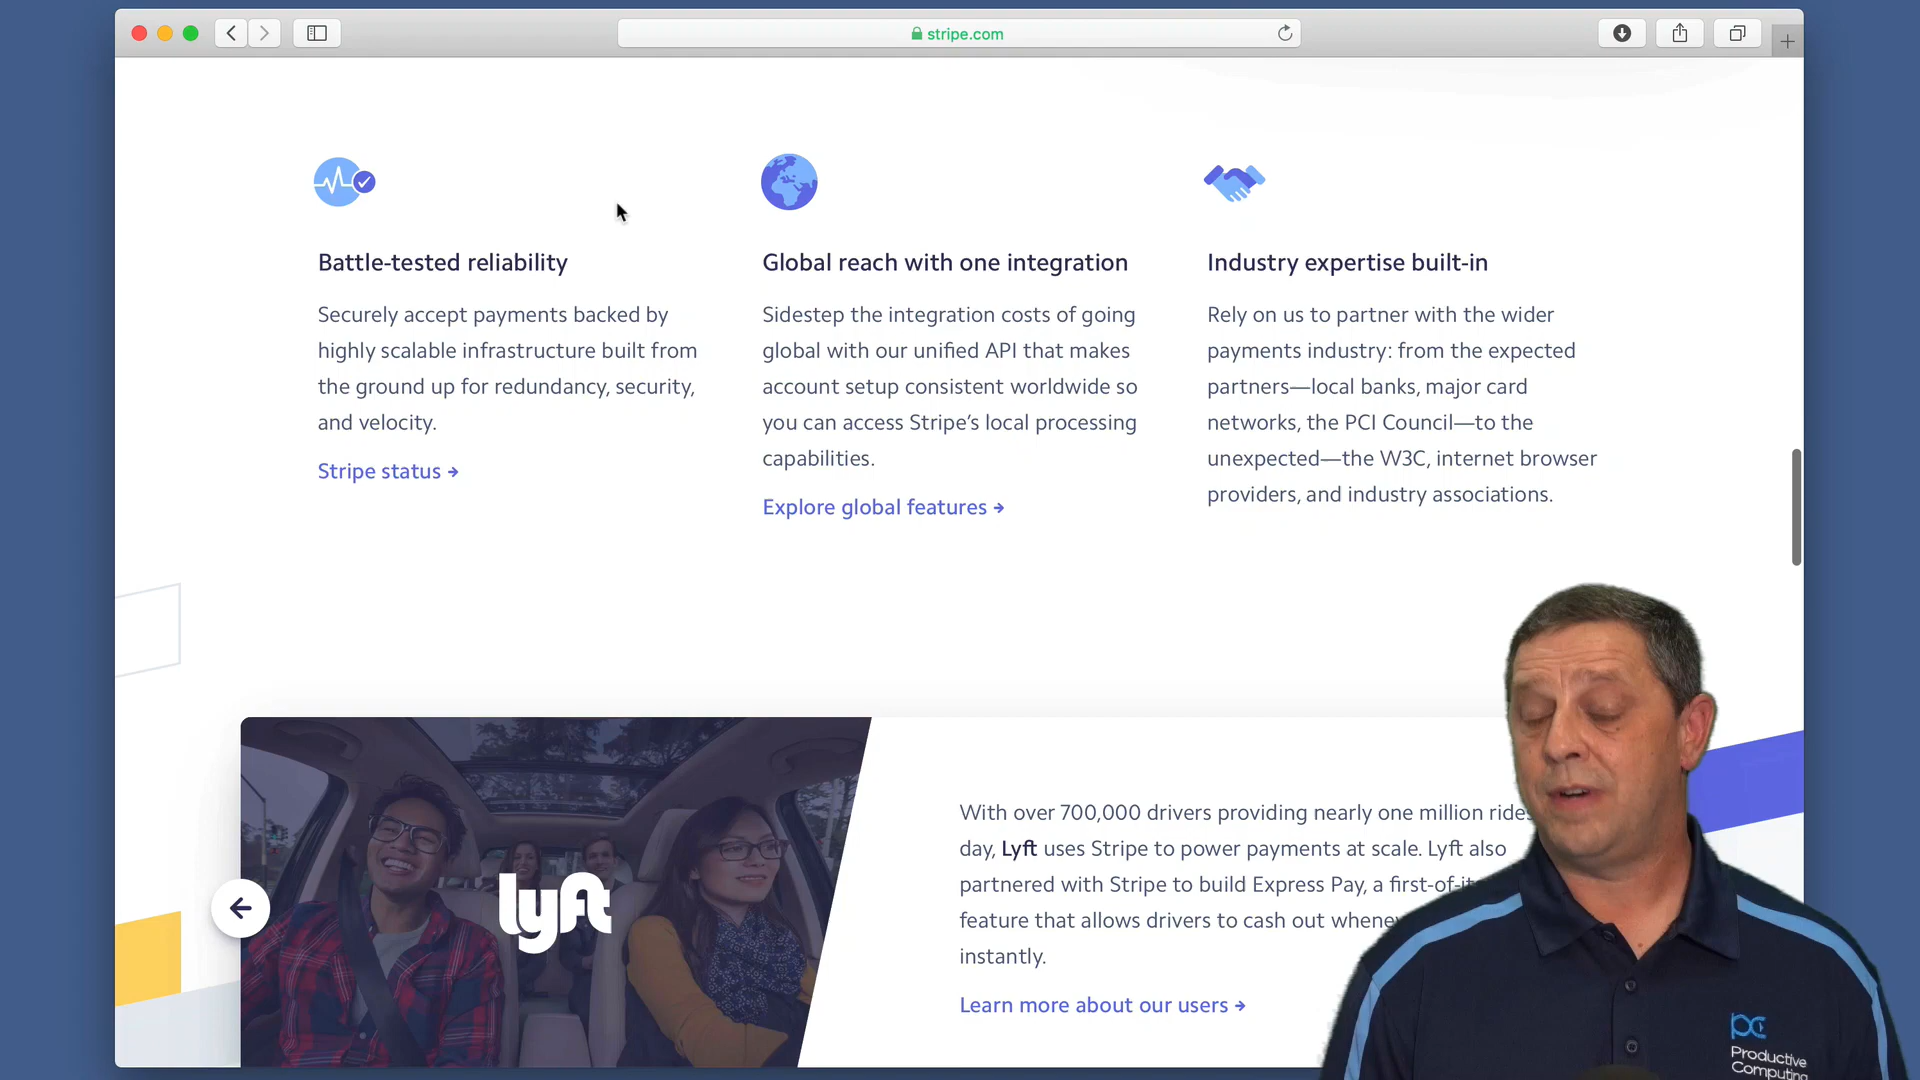 stripe.com
Battle-tested reliability
Securely accept payments backed by
highly scalable infrastructure built from
the ground up for redundancy, security,
and velocity.
Stripe status →
Global reach with one integration
Sidestep the integration costs of going
global with our unified API that makes
account setup consistent worldwide so
you can access Stripe’s local processing
capabilities.
Explore global features →
Industry expertise built-in
Rely on us to partner with the wider
payments industry: from the expected
partners—local banks, major card
networks, the PCI Council—to the
unexpected—the W3C, internet browser
providers, and industry associations.
lyft
With over 700,000 drivers providing nearly one million rides
day, Lyft uses Stripe to power payments at scale. Lyft also
partnered with Stripe to build Express Pay, a
feature that allows drivers to cash out
instantly.
Learn more about our users →
PC
Productive
Computing